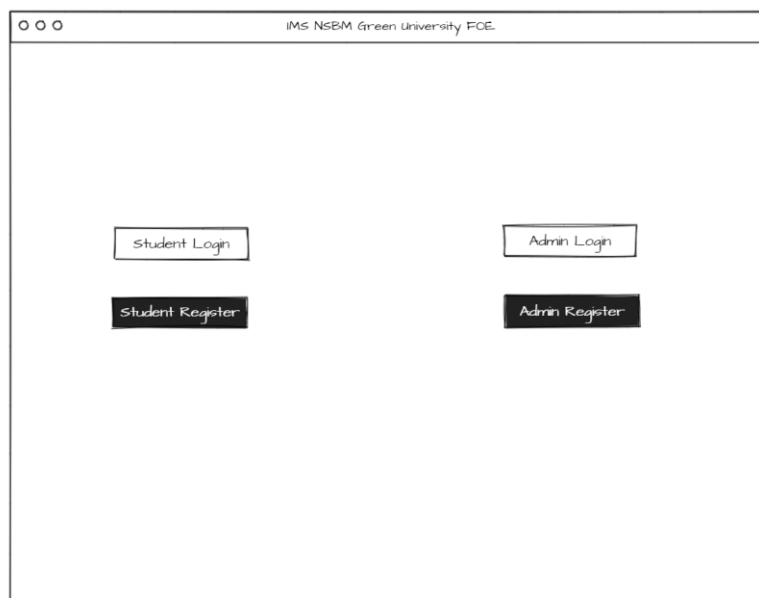 IMS NSBM Green University FOE
Student Login
Admin Login
Student Register
Admin Register